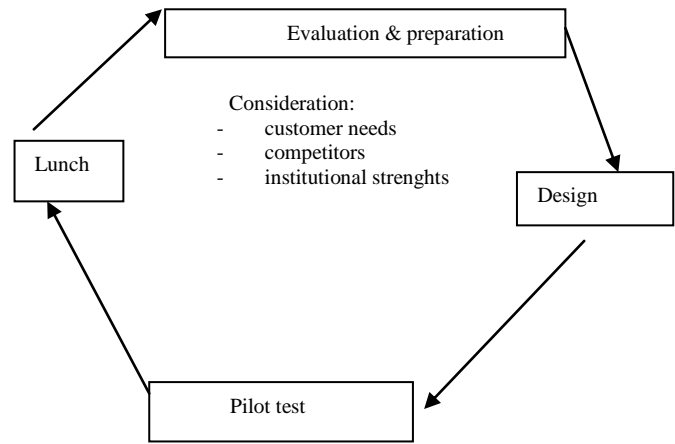 Evaluation & preparation
Consideration:
- customer needs
- competitors
- institutional strenghts
Lunch
Design
Pilot test